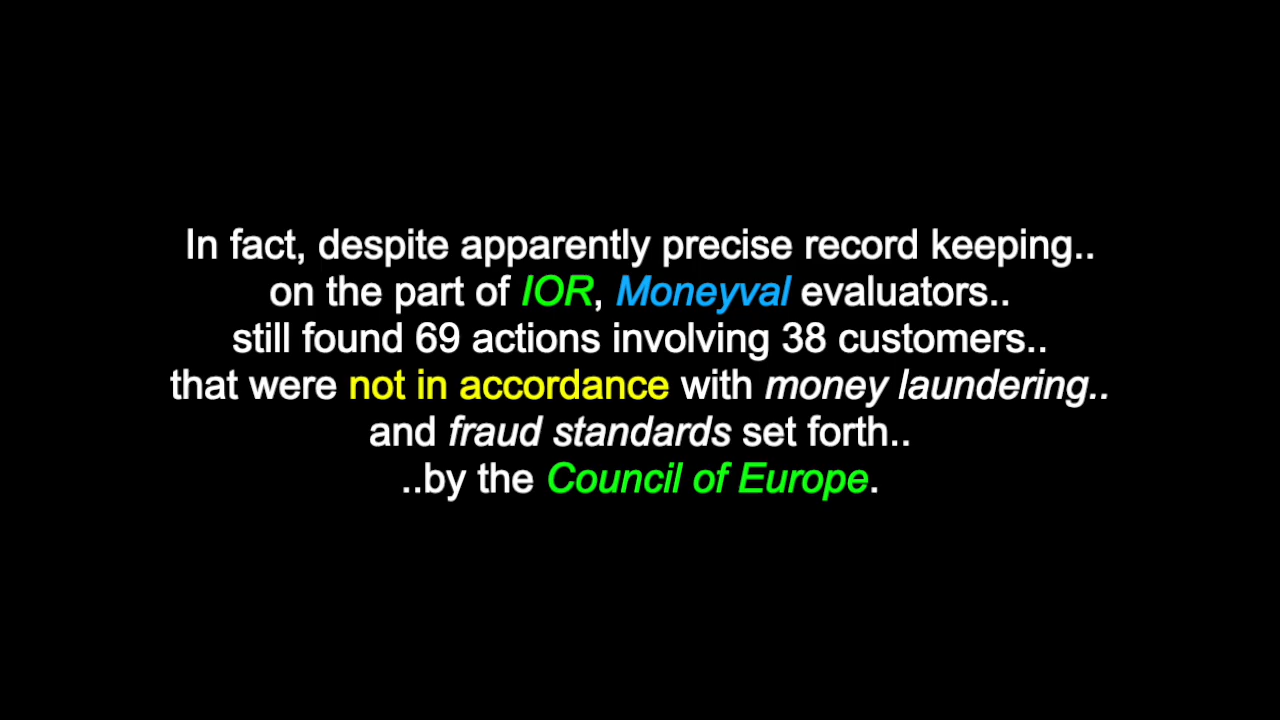 In fact, despite apparently precise record keeping..
on the part of IOR, Moneyval evaluators..
still found 69 actions involving 38 customers..
that were not in accordance with money laundering..
and fraud standards set forth..
..by the Council of Europe.